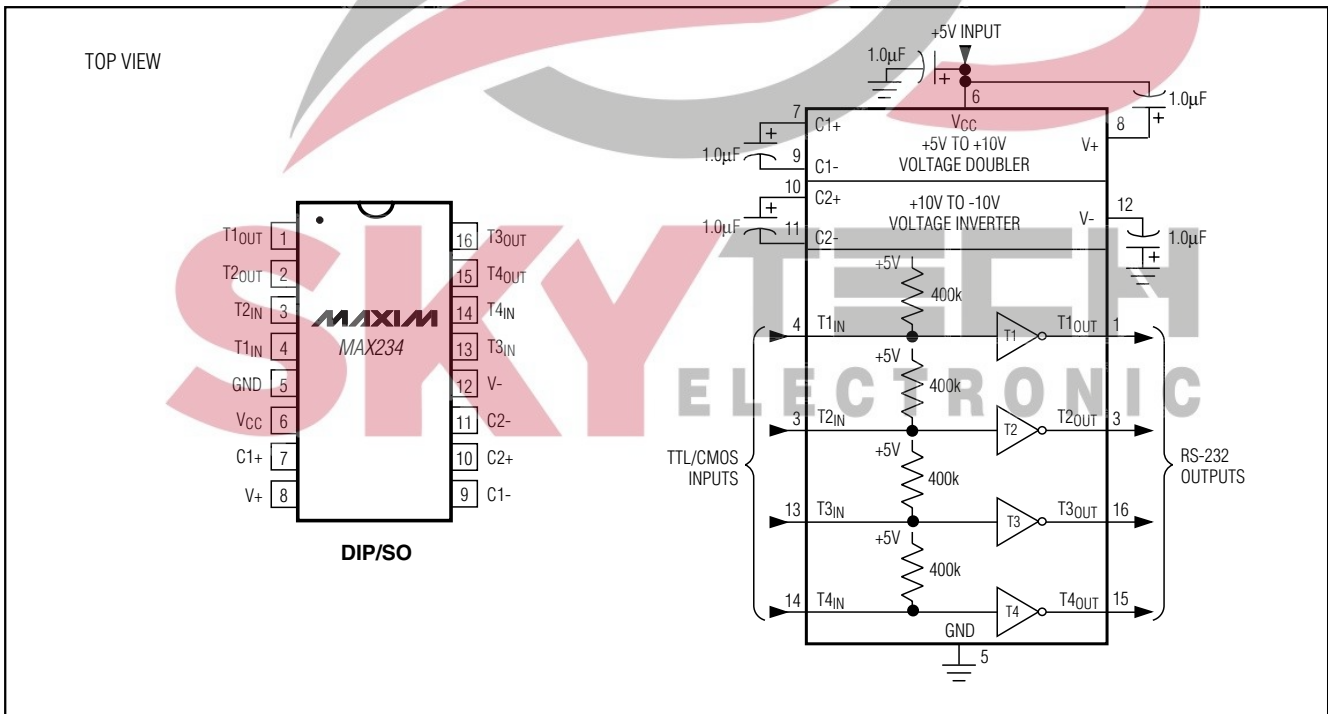 TOP VIEW
T1OUT 1
T2OUT 2
T2IN 3
T1IN 4
GND 5
VCC 6
C1+ 7
V+ 8
16 T3OUT
15 T4OUT
14 T4IN
13 T3IN
12 V-
11 C2-
10 C2+
9 C1-
MAXIM
MAX234
DIP/SO
+5V INPUT
1.0µF
+
6
1.0µF
+
7 C1+
1.0µF
+
9 C1-
VCC
+5V TO +10V
VOLTAGE DOUBLER
V+ 8
10 C2+
1.0µF
+
11 C2-
+10V TO -10V
VOLTAGE INVERTER
V- 12
1.0µF
+
+5V
400k
4 T1IN T1 T1OUT 1
+5V
400k
3 T2IN T2 T2OUT 3
+5V
400k
13 T3IN T3 T3OUT 16
+5V
400k
14 T4IN T4 T4OUT 15
TTL/CMOS
INPUTS
RS-232
OUTPUTS
GND
5
SKYTECH
ELECTRONIC